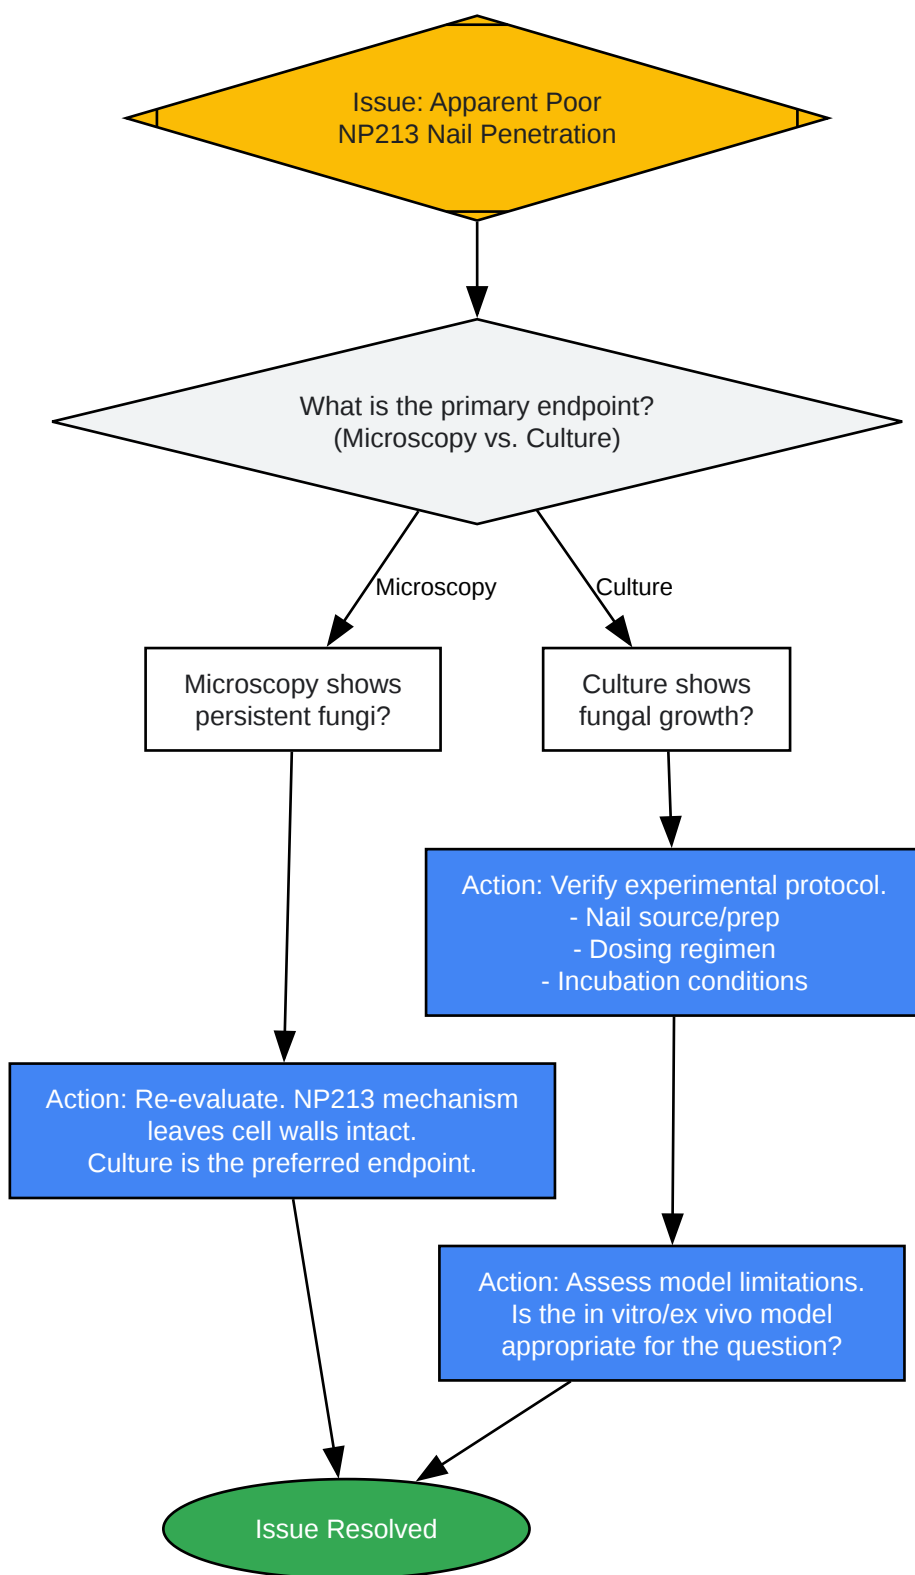 Issue: Apparent Poor
NP213 Nail Penetration
What is the primary endpoint?
(Microscopy vs. Culture)
Microscopy
Culture
Microscopy shows
persistent fungi?
Culture shows
fungal growth?
Action: Verify experimental protocol.
- Nail source/prep
- Dosing regimen
- Incubation conditions
Action: Re-evaluate. NP213 mechanism
leaves cell walls intact.
Culture is the preferred endpoint.
Action: Assess model limitations.
Is the in vitro/ex vivo model
appropriate for the question?
Issue Resolved